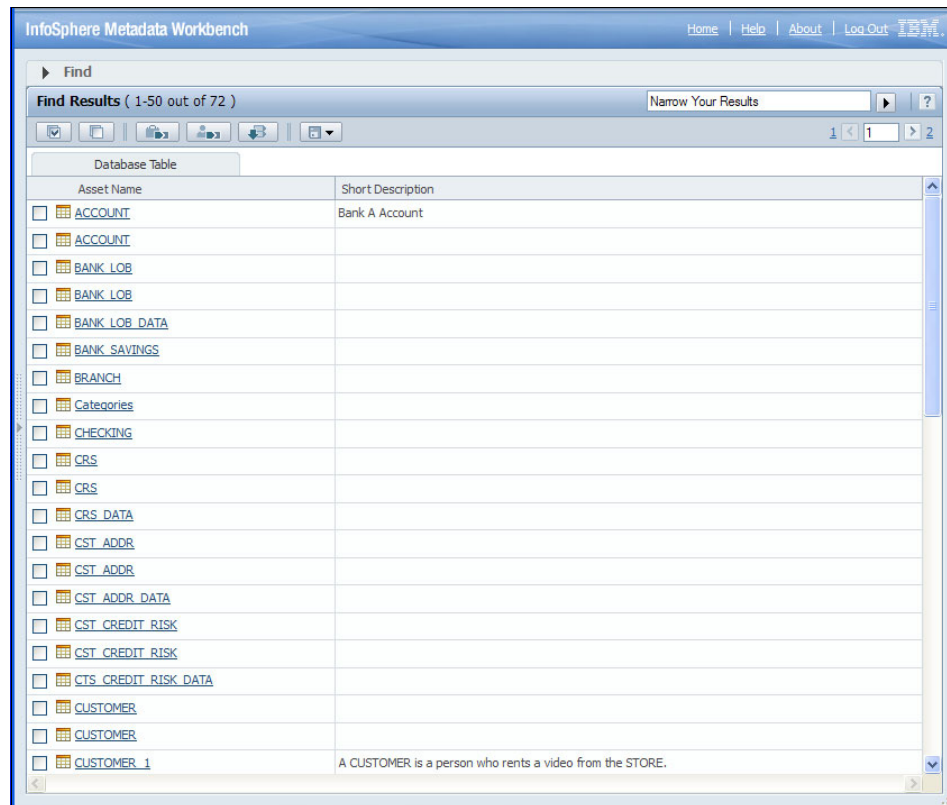 InfoSphere Metadata Workbench Home | Help | About | Log Out IBM.
Find
Find Results ( 1-50 out of 72 ) Narrow Your Results ?
1 1 2
Database Table
Asset Name Short Description
ACCOUNT Bank A Account
ACCOUNT
BANK_LOB
BANK_LOB
BANK_LOB_DATA
BANK_SAVINGS
BRANCH
Categories
CHECKING
CRS
CRS
CRS_DATA
CST_ADDR
CST_ADDR
CST_ADDR_DATA
CST_CREDIT_RISK
CST_CREDIT_RISK
CTS_CREDIT_RISK_DATA
CUSTOMER
CUSTOMER
CUSTOMER_1 A CUSTOMER is a person who rents a video from the STORE.